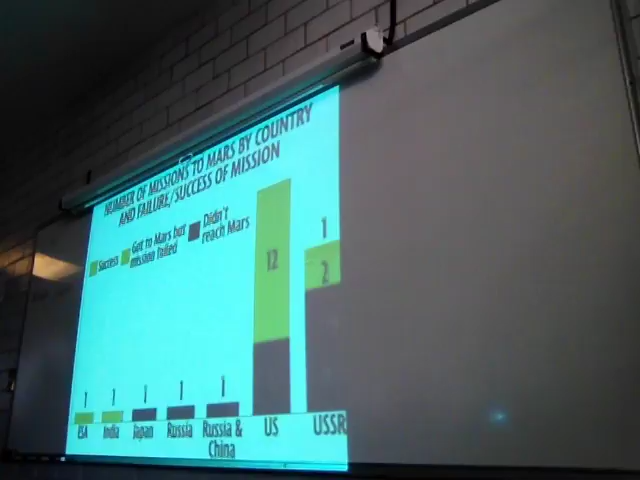 NUMBER OF MISSIONS TO MARS BY COUNTRY
AND FAILURE/SUCCESS OF MISSION
Success
Got to Mars but
mission failed
Didn't
reach Mars
12
1
2
1
1
1
1
1
ESA
India
Japan
Russia
Russia &
China
US
USSR